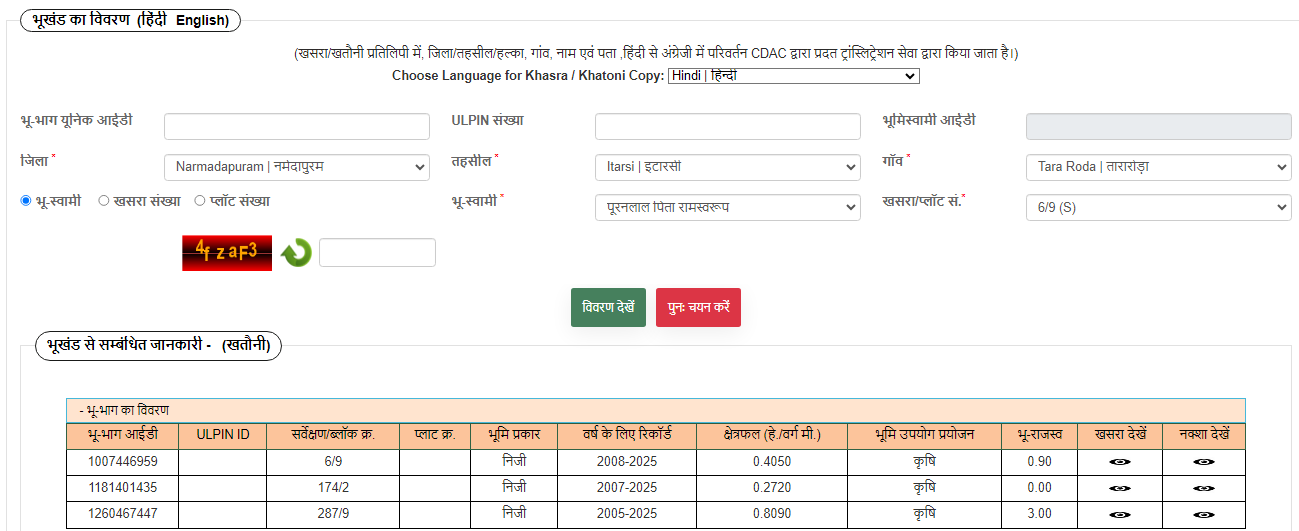 भूखंड का विवरण (हिंदी English)
(खसरा/खतौनी प्रतिलिपी में, जिला/तहसील/हल्का, गांव, नाम एवं पता ,हिंदी से अंग्रेजी में परिवर्तन CDAC द्वारा प्रदत ट्रांस्लिट्रेशन सेवा द्वारा किया जाता है।)
Choose Language for Khasra / Khatoni Copy: Hindi | हिन्दी
भू-भाग यूनिक आईडी ULPIN संख्या भूमिस्वामी आईडी
जिला * Narmadapuram | नर्मदापुरम तहसील * Itarsi | इटारसी गाँव * Tara Roda | तारारोड़ा
भू-स्वामी खसरा संख्या प्लॉट संख्या भू-स्वामी * पूरनलाल पिता रामस्वरूप खसरा/प्लॉट सं.* 6/9 (S)
4f z aF3
विवरण देखें पुनः चयन करें
भूखंड से सम्बंधित जानकारी - (खतौनी)
- भू-भाग का विवरण
भू-भाग आईडी ULPIN ID सर्वेक्षण/ब्लॉक क्र. प्लाट क्र. भूमि प्रकार वर्ष के लिए रिकॉर्ड क्षेत्रफल (हे./वर्ग मी.) भूमि उपयोग प्रयोजन भू-राजस्व खसरा देखें नक्शा देखें
1007446959 6/9 निजी 2008-2025 0.4050 कृषि 0.90
1181401435 174/2 निजी 2007-2025 0.2720 कृषि 0.00
1260467447 287/9 निजी 2005-2025 0.8090 कृषि 3.00